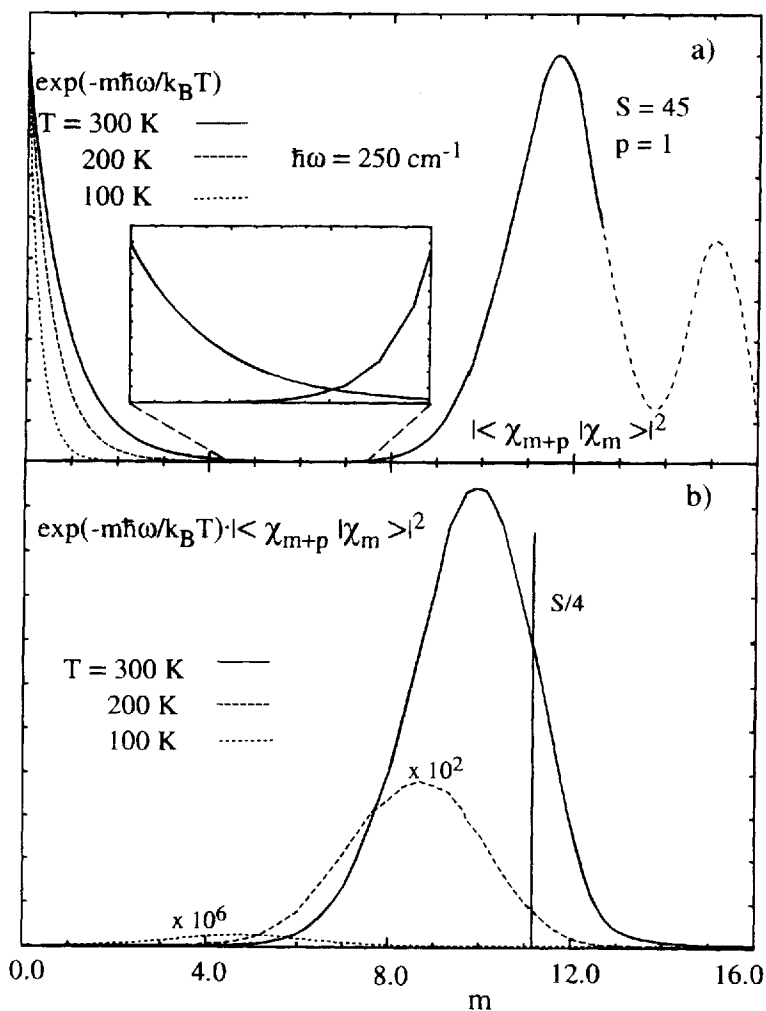 a)
exp(-mħω/k_BT)
T = 300 K
200 K
100 K
ħω = 250 cm⁻¹
S = 45
p = 1
|< χ_{m+p} |χ_m >|²
b)
exp(-mħω/k_BT)·|< χ_{m+p} |χ_m >|²
S/4
T = 300 K
200 K
100 K
x 10²
x 10⁶
0.0 4.0 8.0 12.0 16.0
m